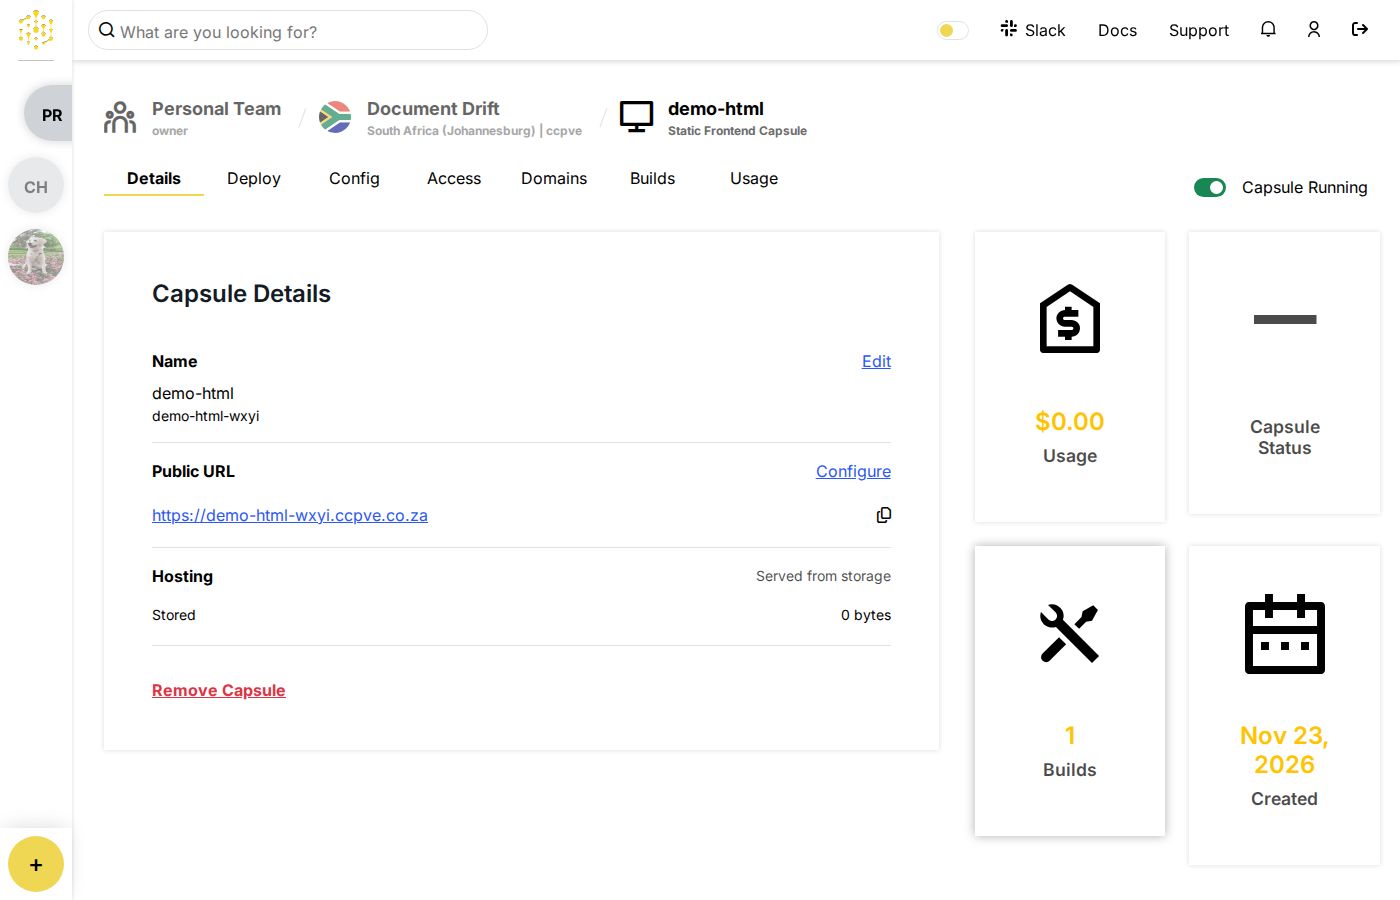 What are you looking for?
Slack
Docs
Support
PR
CH
Personal Team
owner
Document Drift
South Africa (Johannesburg) | ccpve
demo-html
Static Frontend Capsule
Details
Deploy
Config
Access
Domains
Builds
Usage
Capsule Running
Capsule Details
Name
Edit
demo-html
demo-html-wxyi
Public URL
Configure
https://demo-html-wxyi.ccpve.co.za
Hosting
Served from storage
Stored
0 bytes
Remove Capsule
$0.00
Usage
Capsule
Status
1
Builds
Nov 23,
2026
Created
+